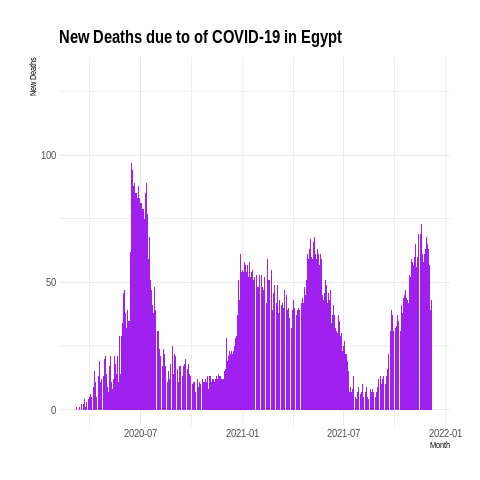 New Deaths due to of COVID-19 in Egypt
New Deaths
100
50
0
2020-07
2021-01
2021-07
2022-01
Month